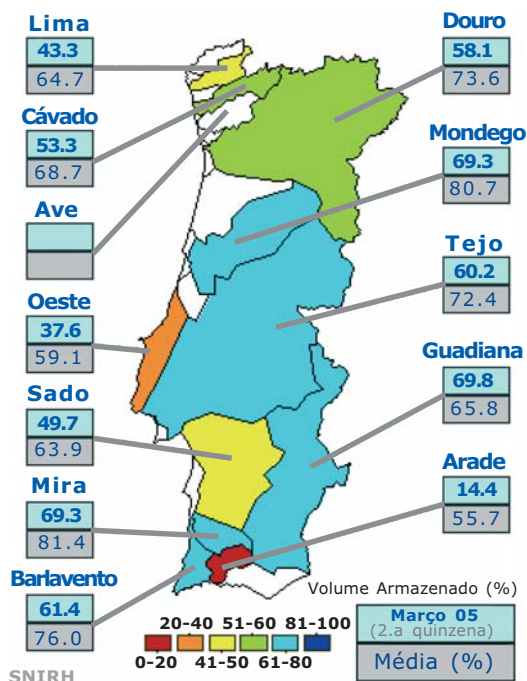 Lima
43.3
64.7
Cávado
53.3
68.7
Ave
Oeste
37.6
59.1
Sado
49.7
63.9
Mira
69.3
81.4
Barlavento
61.4
76.0
Douro
58.1
73.6
Mondego
69.3
80.7
Tejo
60.2
72.4
Guadiana
69.8
65.8
Arade
14.4
55.7
Volume Armazenado (%)
20-40 51-60 81-100
0-20 41-50 61-80
Março 05
(2.a quinzena)
Média (%)
SNIRH